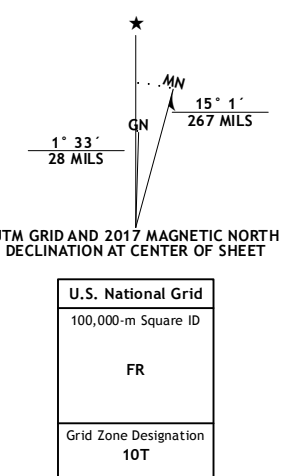 ★
MN
GN
15° 1´
267 MILS
1° 33´
28 MILS
UTM GRID AND 2017 MAGNETIC NORTH
DECLINATION AT CENTER OF SHEET
U.S. National Grid
100,000-m Square ID
FR
Grid Zone Designation
10T